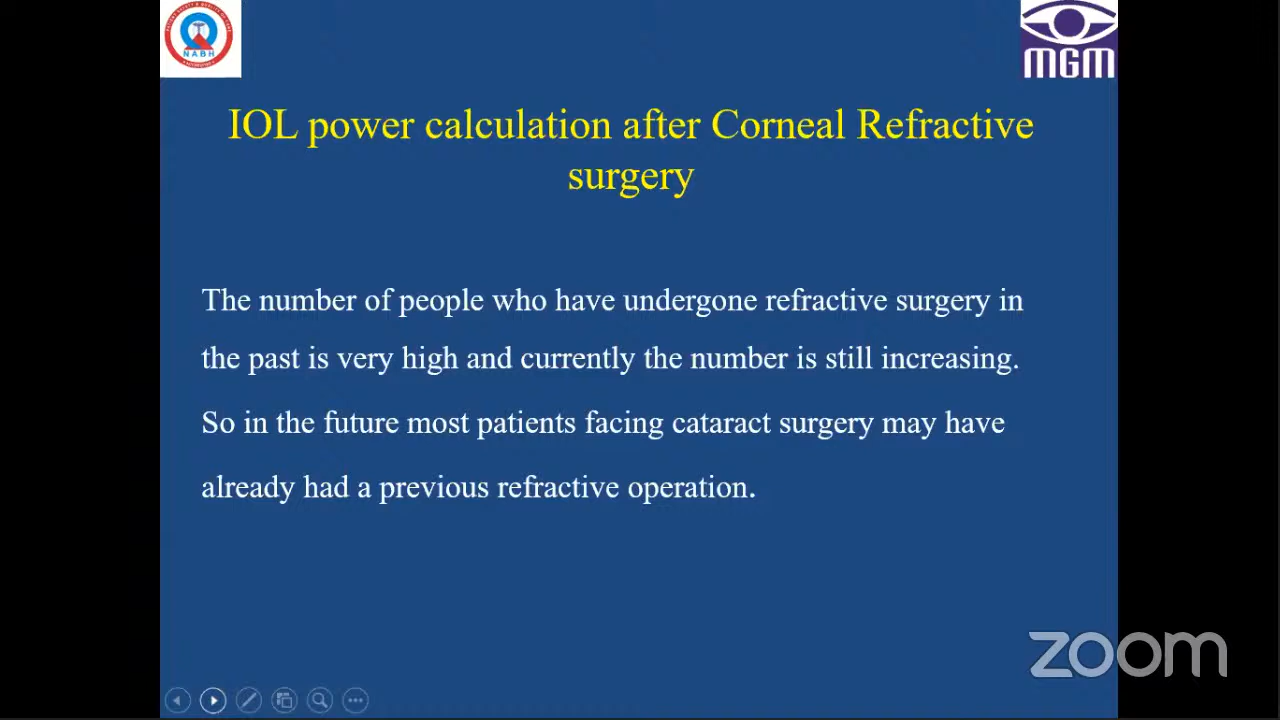 NABH
MGM
IOL power calculation after Corneal Refractive
surgery
The number of people who have undergone refractive surgery in
the past is very high and currently the number is still increasing.
So in the future most patients facing cataract surgery may have
already had a previous refractive operation.
zoom